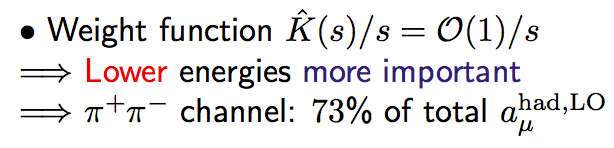 • Weight function K̂(s)/s = 𝒪(1)/s
⟹ Lower energies more important
⟹ π⁺π⁻ channel: 73% of total a_μ^{had,LO}